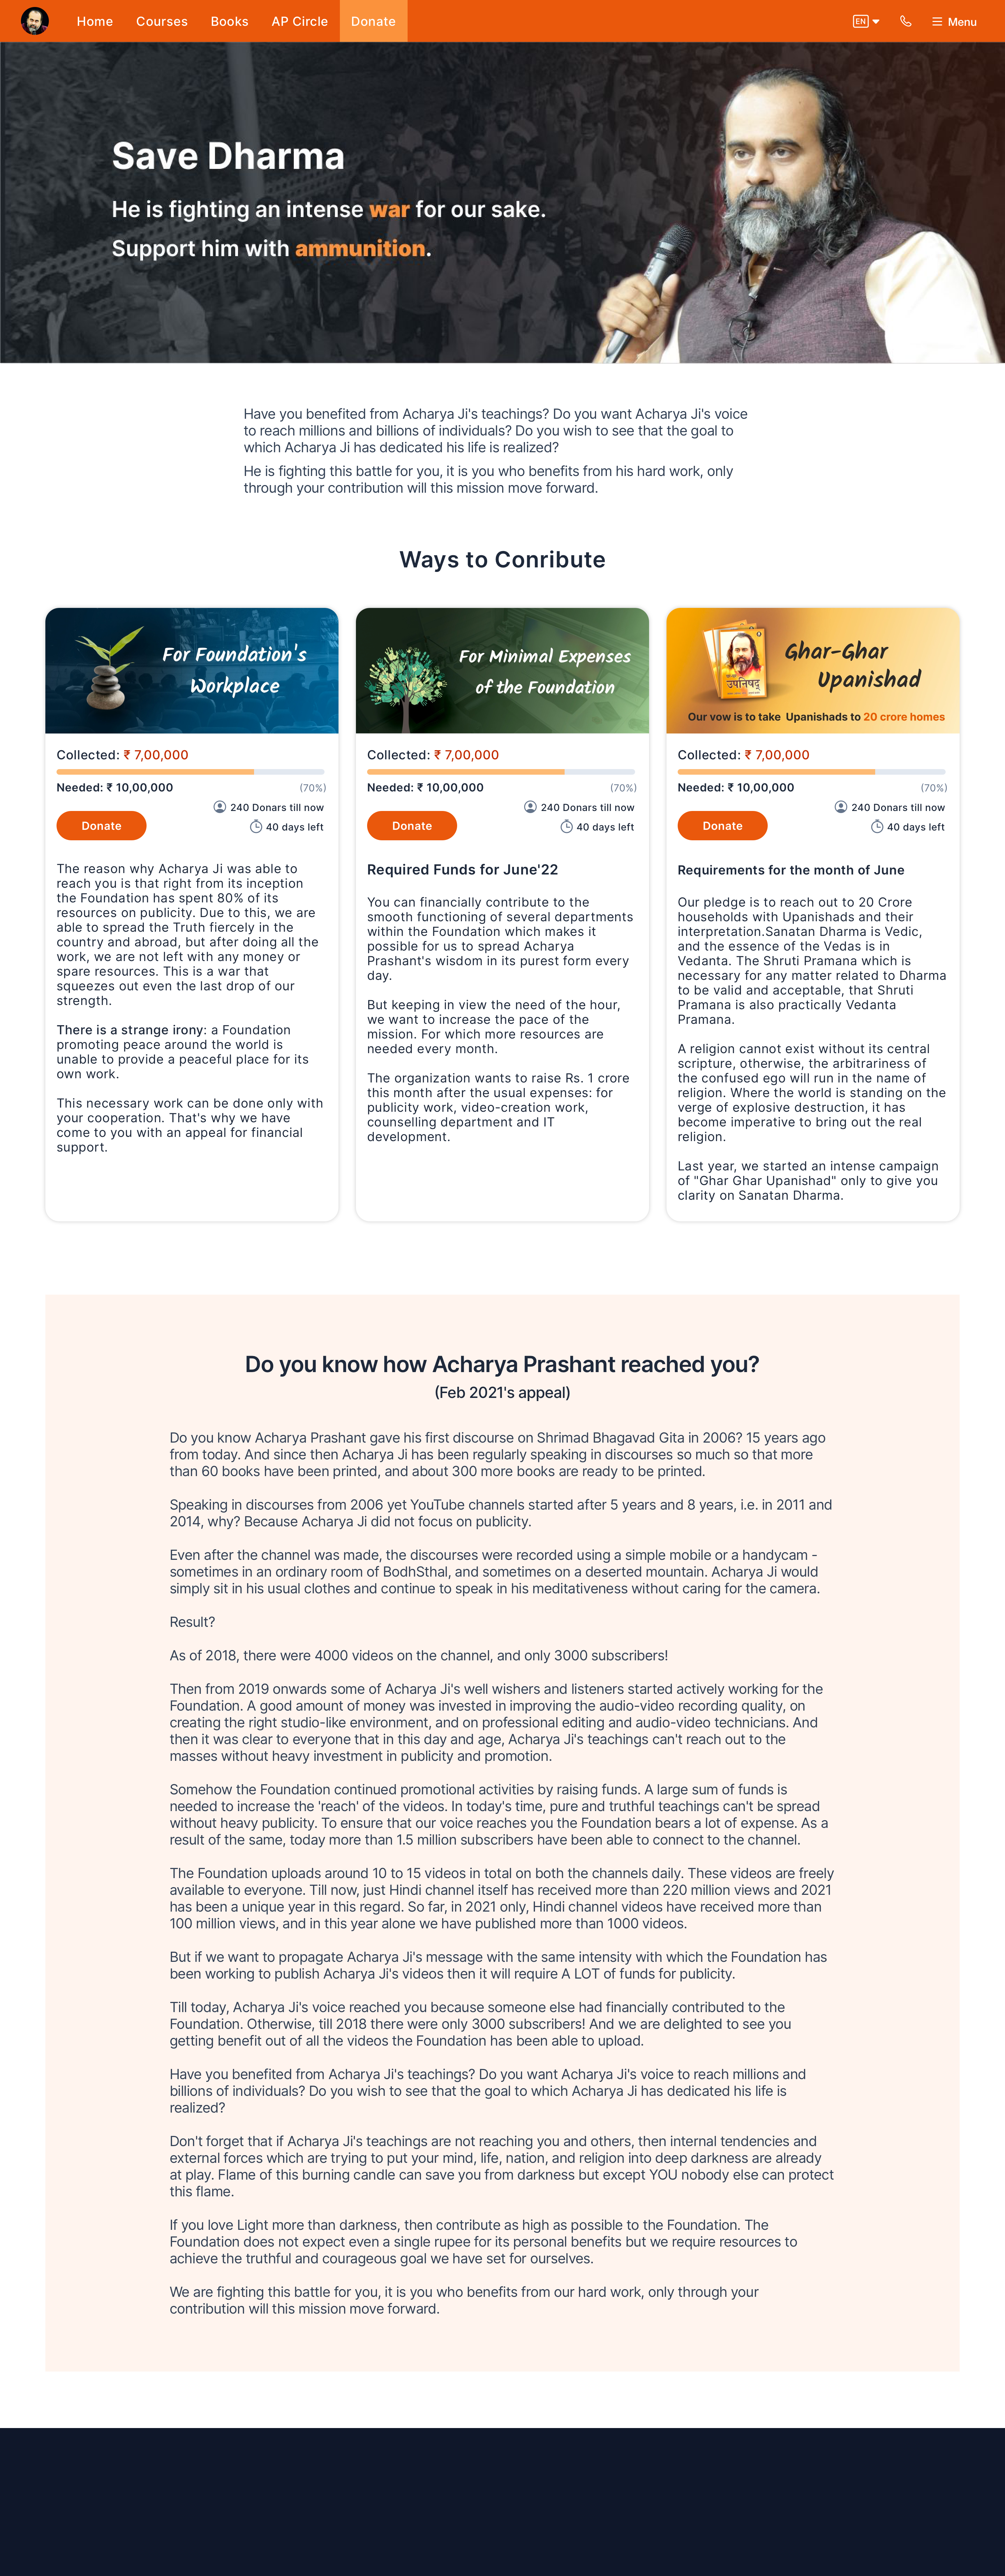 Home Courses Books AP Circle Donate EN Menu
Save Dharma
He is fighting an intense war for our sake.
Support him with ammunition.
Have you benefited from Acharya Ji's teachings? Do you want Acharya Ji's voice
to reach millions and billions of individuals? Do you wish to see that the goal to
which Acharya Ji has dedicated his life is realized?
He is fighting this battle for you, it is you who benefits from his hard work, only
through your contribution will this mission move forward.
Ways to Conribute
For Foundation's
Workplace
Collected: ₹ 7,00,000
Needed: ₹ 10,00,000 (70%)
240 Donars till now
Donate
40 days left
The reason why Acharya Ji was able to
reach you is that right from its inception
the Foundation has spent 80% of its
resources on publicity. Due to this, we are
able to spread the Truth fiercely in the
country and abroad, but after doing all the
work, we are not left with any money or
spare resources. This is a war that
squeezes out even the last drop of our
strength.
There is a strange irony: a Foundation
promoting peace around the world is
unable to provide a peaceful place for its
own work.
This necessary work can be done only with
your cooperation. That's why we have
come to you with an appeal for financial
support.
For Minimal Expenses
of the Foundation
Collected: ₹ 7,00,000
Needed: ₹ 10,00,000 (70%)
240 Donars till now
Donate
40 days left
Required Funds for June'22
You can financially contribute to the
smooth functioning of several departments
within the Foundation which makes it
possible for us to spread Acharya
Prashant's wisdom in its purest form every
day.
But keeping in view the need of the hour,
we want to increase the pace of the
mission. For which more resources are
needed every month.
The organization wants to raise Rs. 1 crore
this month after the usual expenses: for
publicity work, video-creation work,
counselling department and IT
development.
उपनिषद्
Ghar-Ghar
Upanishad
Our vow is to take Upanishads to 20 crore homes
Collected: ₹ 7,00,000
Needed: ₹ 10,00,000 (70%)
240 Donars till now
Donate
40 days left
Requirements for the month of June
Our pledge is to reach out to 20 Crore
households with Upanishads and their
interpretation.Sanatan Dharma is Vedic,
and the essence of the Vedas is in
Vedanta. The Shruti Pramana which is
necessary for any matter related to Dharma
to be valid and acceptable, that Shruti
Pramana is also practically Vedanta
Pramana.
A religion cannot exist without its central
scripture, otherwise, the arbitrariness of
the confused ego will run in the name of
religion. Where the world is standing on the
verge of explosive destruction, it has
become imperative to bring out the real
religion.
Last year, we started an intense campaign
of "Ghar Ghar Upanishad" only to give you
clarity on Sanatan Dharma.
Do you know how Acharya Prashant reached you?
(Feb 2021's appeal)
Do you know Acharya Prashant gave his first discourse on Shrimad Bhagavad Gita in 2006? 15 years ago
from today. And since then Acharya Ji has been regularly speaking in discourses so much so that more
than 60 books have been printed, and about 300 more books are ready to be printed.
Speaking in discourses from 2006 yet YouTube channels started after 5 years and 8 years, i.e. in 2011 and
2014, why? Because Acharya Ji did not focus on publicity.
Even after the channel was made, the discourses were recorded using a simple mobile or a handycam -
sometimes in an ordinary room of BodhSthal, and sometimes on a deserted mountain. Acharya Ji would
simply sit in his usual clothes and continue to speak in his meditativeness without caring for the camera.
Result?
As of 2018, there were 4000 videos on the channel, and only 3000 subscribers!
Then from 2019 onwards some of Acharya Ji's well wishers and listeners started actively working for the
Foundation. A good amount of money was invested in improving the audio-video recording quality, on
creating the right studio-like environment, and on professional editing and audio-video technicians. And
then it was clear to everyone that in this day and age, Acharya Ji's teachings can't reach out to the
masses without heavy investment in publicity and promotion.
Somehow the Foundation continued promotional activities by raising funds. A large sum of funds is
needed to increase the 'reach' of the videos. In today's time, pure and truthful teachings can't be spread
without heavy publicity. To ensure that our voice reaches you the Foundation bears a lot of expense. As a
result of the same, today more than 1.5 million subscribers have been able to connect to the channel.
The Foundation uploads around 10 to 15 videos in total on both the channels daily. These videos are freely
available to everyone. Till now, just Hindi channel itself has received more than 220 million views and 2021
has been a unique year in this regard. So far, in 2021 only, Hindi channel videos have received more than
100 million views, and in this year alone we have published more than 1000 videos.
But if we want to propagate Acharya Ji's message with the same intensity with which the Foundation has
been working to publish Acharya Ji's videos then it will require A LOT of funds for publicity.
Till today, Acharya Ji's voice reached you because someone else had financially contributed to the
Foundation. Otherwise, till 2018 there were only 3000 subscribers! And we are delighted to see you
getting benefit out of all the videos the Foundation has been able to upload.
Have you benefited from Acharya Ji's teachings? Do you want Acharya Ji's voice to reach millions and
billions of individuals? Do you wish to see that the goal to which Acharya Ji has dedicated his life is
realized?
Don't forget that if Acharya Ji's teachings are not reaching you and others, then internal tendencies and
external forces which are trying to put your mind, life, nation, and religion into deep darkness are already
at play. Flame of this burning candle can save you from darkness but except YOU nobody else can protect
this flame.
If you love Light more than darkness, then contribute as high as possible to the Foundation. The
Foundation does not expect even a single rupee for its personal benefits but we require resources to
achieve the truthful and courageous goal we have set for ourselves.
We are fighting this battle for you, it is you who benefits from our hard work, only through your
contribution will this mission move forward.